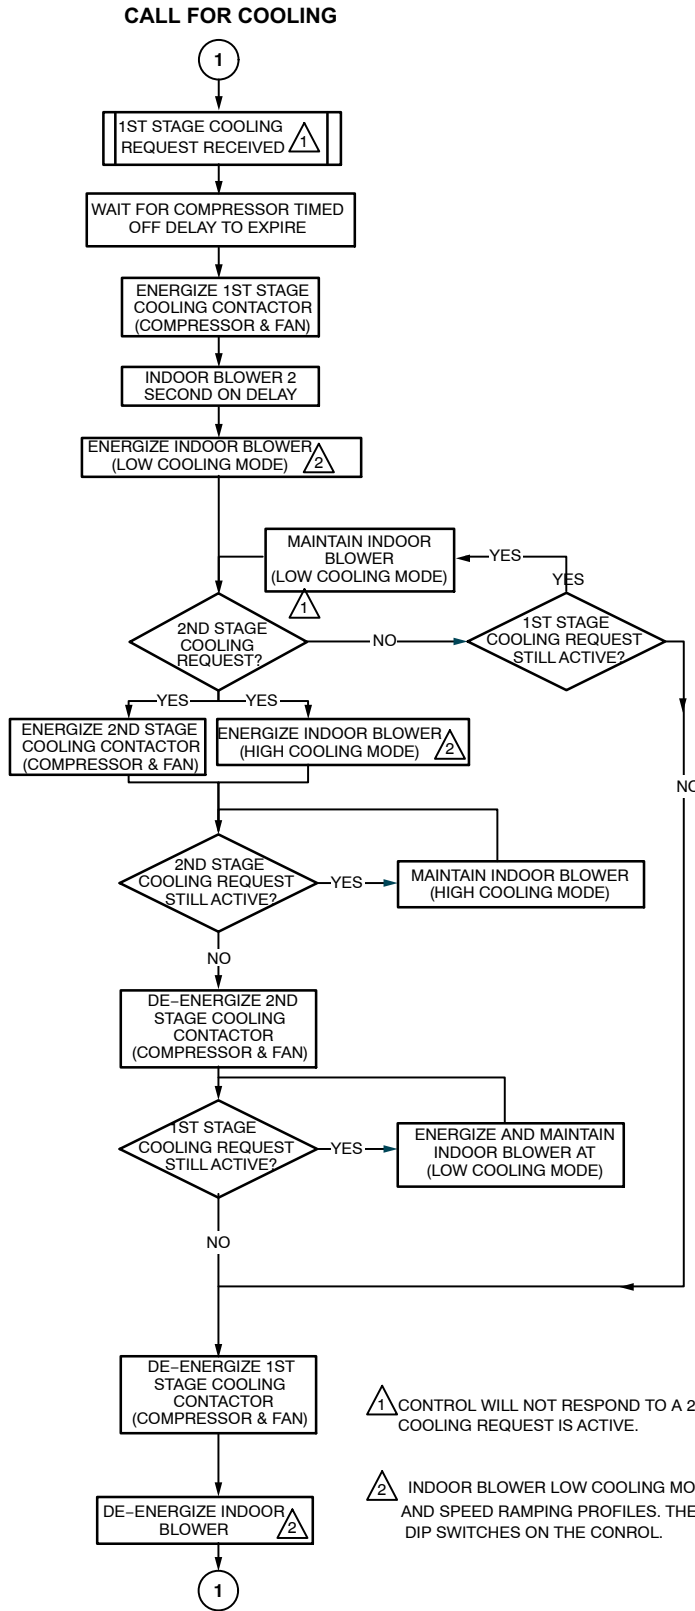 CALL FOR COOLING
1
1ST STAGE COOLING
REQUEST RECEIVED 1
WAIT FOR COMPRESSOR TIMED
OFF DELAY TO EXPIRE
ENERGIZE 1ST STAGE
COOLING CONTACTOR
(COMPRESSOR & FAN)
INDOOR BLOWER 2
SECOND ON DELAY
ENERGIZE INDOOR BLOWER
(LOW COOLING MODE) 2
MAINTAIN INDOOR
BLOWER
(LOW COOLING MODE)
1
YES
YES
2ND STAGE
COOLING
REQUEST?
NO
1ST STAGE
COOLING REQUEST
STILL ACTIVE?
NO
YES
YES
ENERGIZE 2ND STAGE
COOLING CONTACTOR
(COMPRESSOR & FAN)
ENERGIZE INDOOR BLOWER
(HIGH COOLING MODE) 2
2ND STAGE
COOLING REQUEST
STILL ACTIVE?
YES
MAINTAIN INDOOR BLOWER
(HIGH COOLING MODE)
NO
DE-ENERGIZE 2ND
STAGE COOLING
CONTACTOR
(COMPRESSOR & FAN)
1ST STAGE
COOLING REQUEST
STILL ACTIVE?
YES
ENERGIZE AND MAINTAIN
INDOOR BLOWER AT
(LOW COOLING MODE)
NO
DE-ENERGIZE 1ST
STAGE COOLING
CONTACTOR
(COMPRESSOR & FAN)
1 CONTROL WILL NOT RESPOND TO A 2
COOLING REQUEST IS ACTIVE.
DE-ENERGIZE INDOOR
BLOWER 2
2 INDOOR BLOWER LOW COOLING MO
AND SPEED RAMPING PROFILES. THE
DIP SWITCHES ON THE CONROL.
1